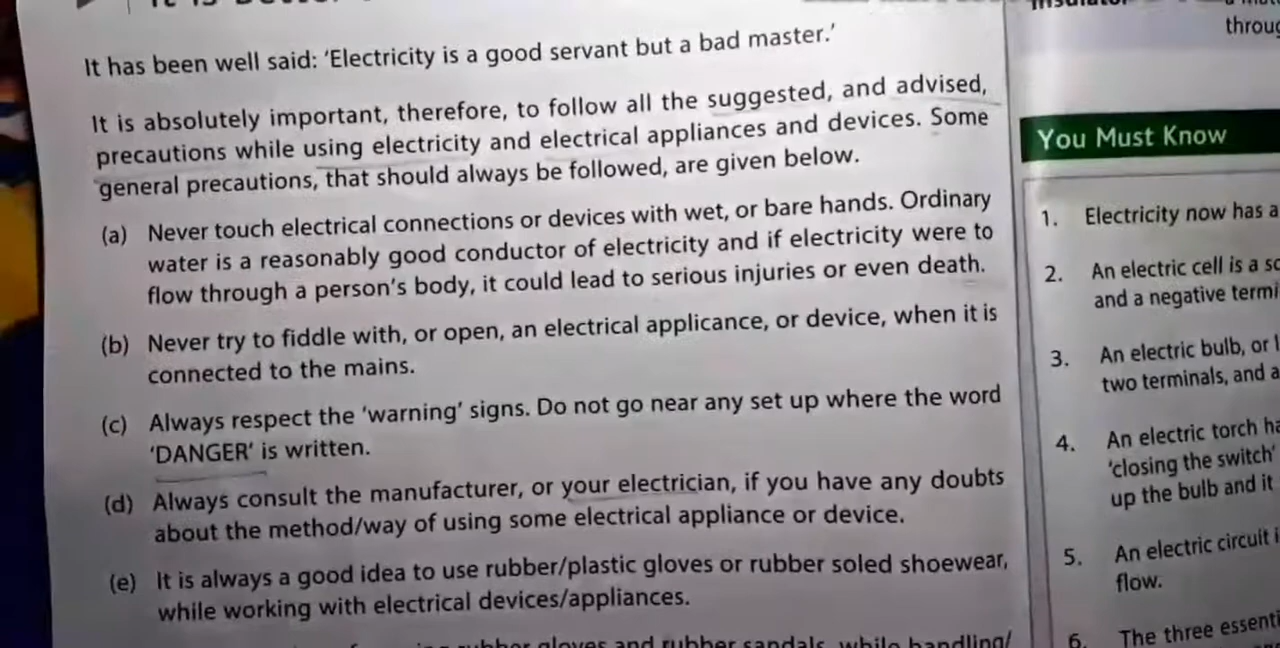 It has been well said: ‘Electricity is a good servant but a bad master.’
It is absolutely important, therefore, to follow all the suggested, and advised,
precautions while using electricity and electrical appliances and devices. Some
general precautions, that should always be followed, are given below.
(a) Never touch electrical connections or devices with wet, or bare hands. Ordinary
water is a reasonably good conductor of electricity and if electricity were to
flow through a person’s body, it could lead to serious injuries or even death.
(b) Never try to fiddle with, or open, an electrical applicance, or device, when it is
connected to the mains.
(c) Always respect the ‘warning’ signs. Do not go near any set up where the word
‘DANGER’ is written.
(d) Always consult the manufacturer, or your electrician, if you have any doubts
about the method/way of using some electrical appliance or device.
(e) It is always a good idea to use rubber/plastic gloves or rubber soled shoewear,
while working with electrical devices/appliances.
rubber gloves and rubber sandals, while handling/
You Must Know
1. Electricity now has a
2. An electric cell is a
and a negative
3. An electric bulb, or
two terminals, and a
4. An electric torch
‘closing the switch’
up the bulb and it
5. An electric circuit
flow.
6. The three